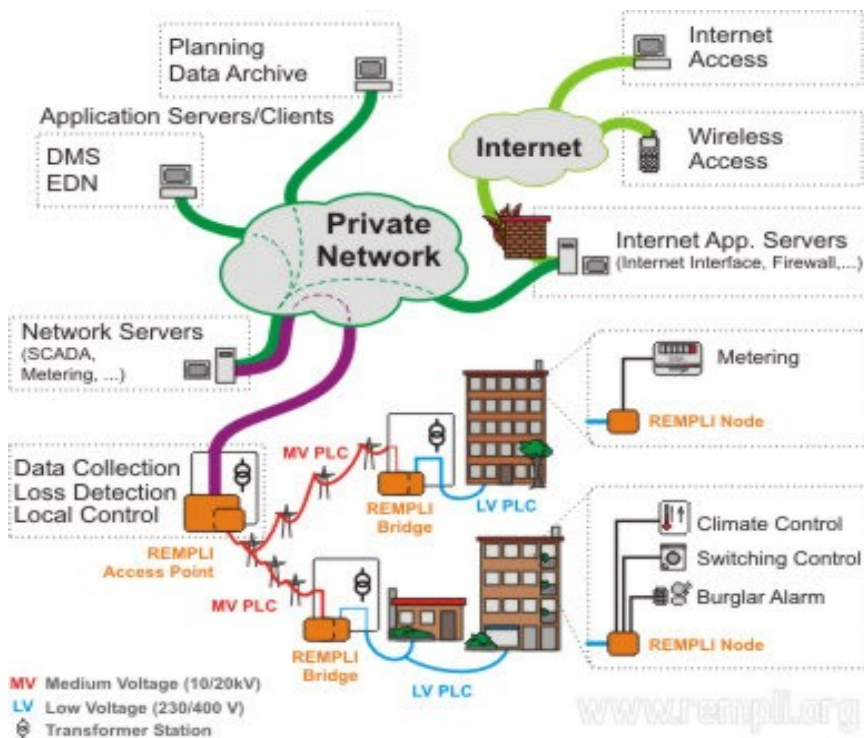 Planning
Data Archive
Application Servers/Clients
DMS
EDN
Internet
Access
Internet
Wireless
Access
Private
Network
Internet App. Servers
(Internet Interface, Firewall,...)
Network Servers
(SCADA,
Metering, ...)
Metering
REMPLI Node
Data Collection
Loss Detection
Local Control
MV PLC
REMPLI
Bridge
LV PLC
REMPLI
Access Point
MV PLC
REMPLI
Bridge
LV PLC
Climate Control
Switching Control
Burglar Alarm
REMPLI Node
MV Medium Voltage (10/20kV)
LV Low Voltage (230/400 V)
Transformer Station
www.rempli.org